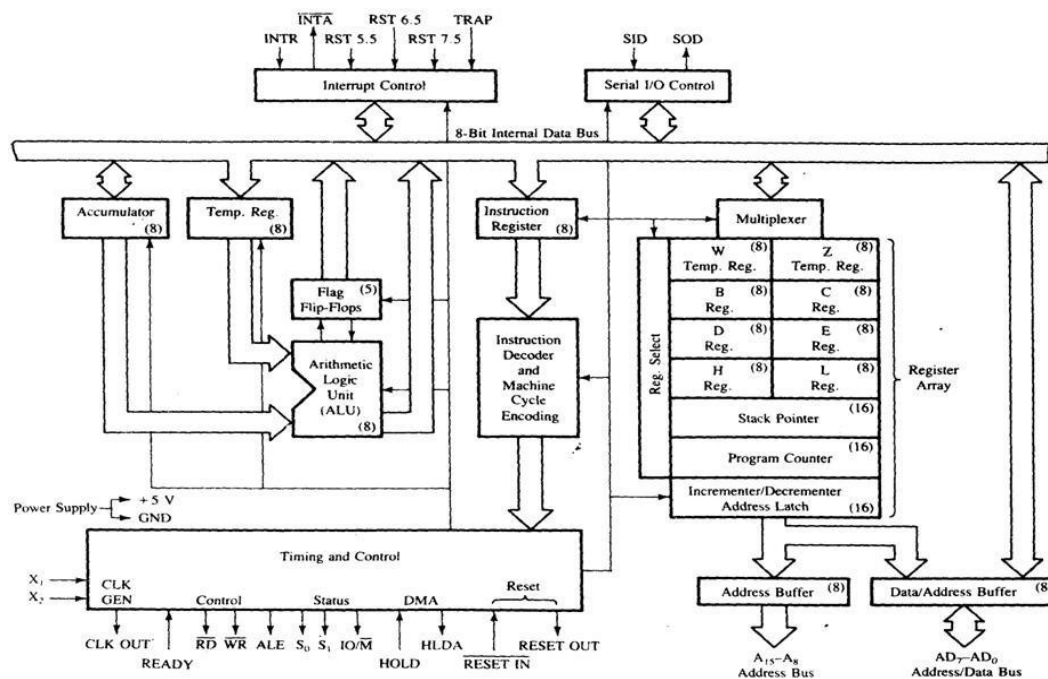 INTR
INTA
RST 5.5
RST 6.5
RST 7.5
TRAP
SID
SOD
Interrupt Control
Serial I/O Control
8-Bit Internal Data Bus
Accumulator
(8)
Temp. Reg.
(8)
Instruction
Register
(8)
Multiplexer
Flag
(5)
Flip-Flops
Arithmetic
Logic
Unit
(ALU)
(8)
Instruction
Decoder
and
Machine
Cycle
Encoding
Reg. Select
W (8)
Temp. Reg.
Z (8)
Temp. Reg.
B (8)
Reg.
C (8)
Reg.
D (8)
Reg.
E (8)
Reg.
H (8)
Reg.
L (8)
Reg.
Stack Pointer (16)
Program Counter (16)
Incrementer/Decrementer
Address Latch (16)
Register
Array
Power Supply
+5 V
GND
Timing and Control
X₁
X₂
CLK
GEN
Control
Status
DMA
Reset
CLK OUT
READY
RD
WR
ALE
S₀
S₁
IO/M
HOLD
HLDA
RESET IN
RESET OUT
Address Buffer (8)
Data/Address Buffer (8)
A₁₅–A₈
Address Bus
AD₇–AD₀
Address/Data Bus